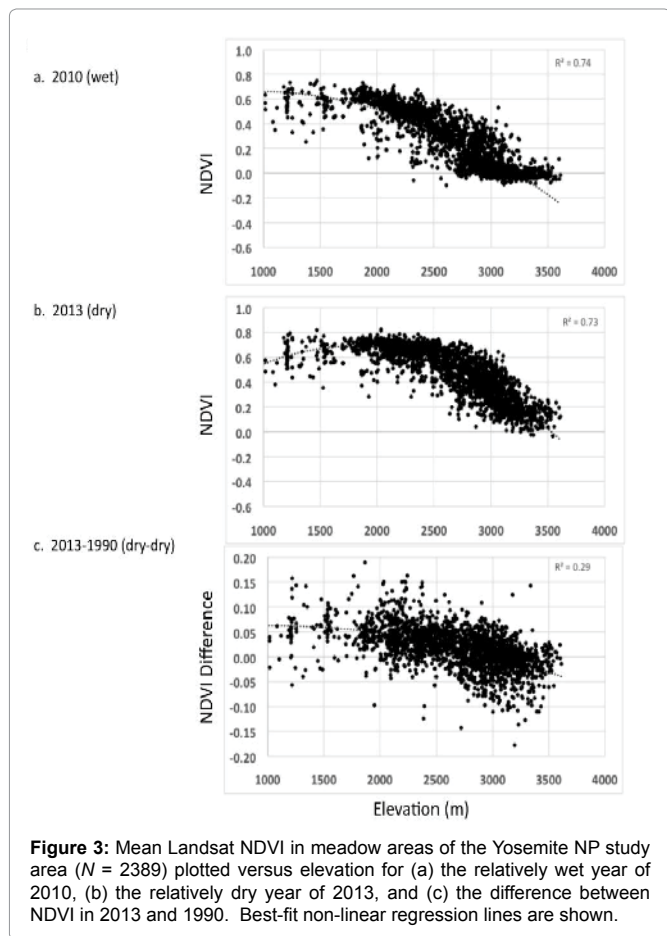 a. 2010 (wet)
R² = 0.74
1.0
0.8
0.6
0.4
0.2
0.0
-0.2
-0.4
-0.6
NDVI
1000 1500 2000 2500 3000 3500 4000
b. 2013 (dry)
R² = 0.73
1.0
0.8
0.6
0.4
0.2
0.0
-0.2
-0.4
-0.6
NDVI
1000 1500 2000 2500 3000 3500 4000
c. 2013-1990 (dry-dry)
R² = 0.29
0.20
0.15
0.10
0.05
0.00
-0.05
-0.10
-0.15
-0.20
NDVI Difference
1000 1500 2000 2500 3000 3500 4000
Elevation (m)
Figure 3: Mean Landsat NDVI in meadow areas of the Yosemite NP study
area (N = 2389) plotted versus elevation for (a) the relatively wet year of
2010, (b) the relatively dry year of 2013, and (c) the difference between
NDVI in 2013 and 1990. Best-fit non-linear regression lines are shown.